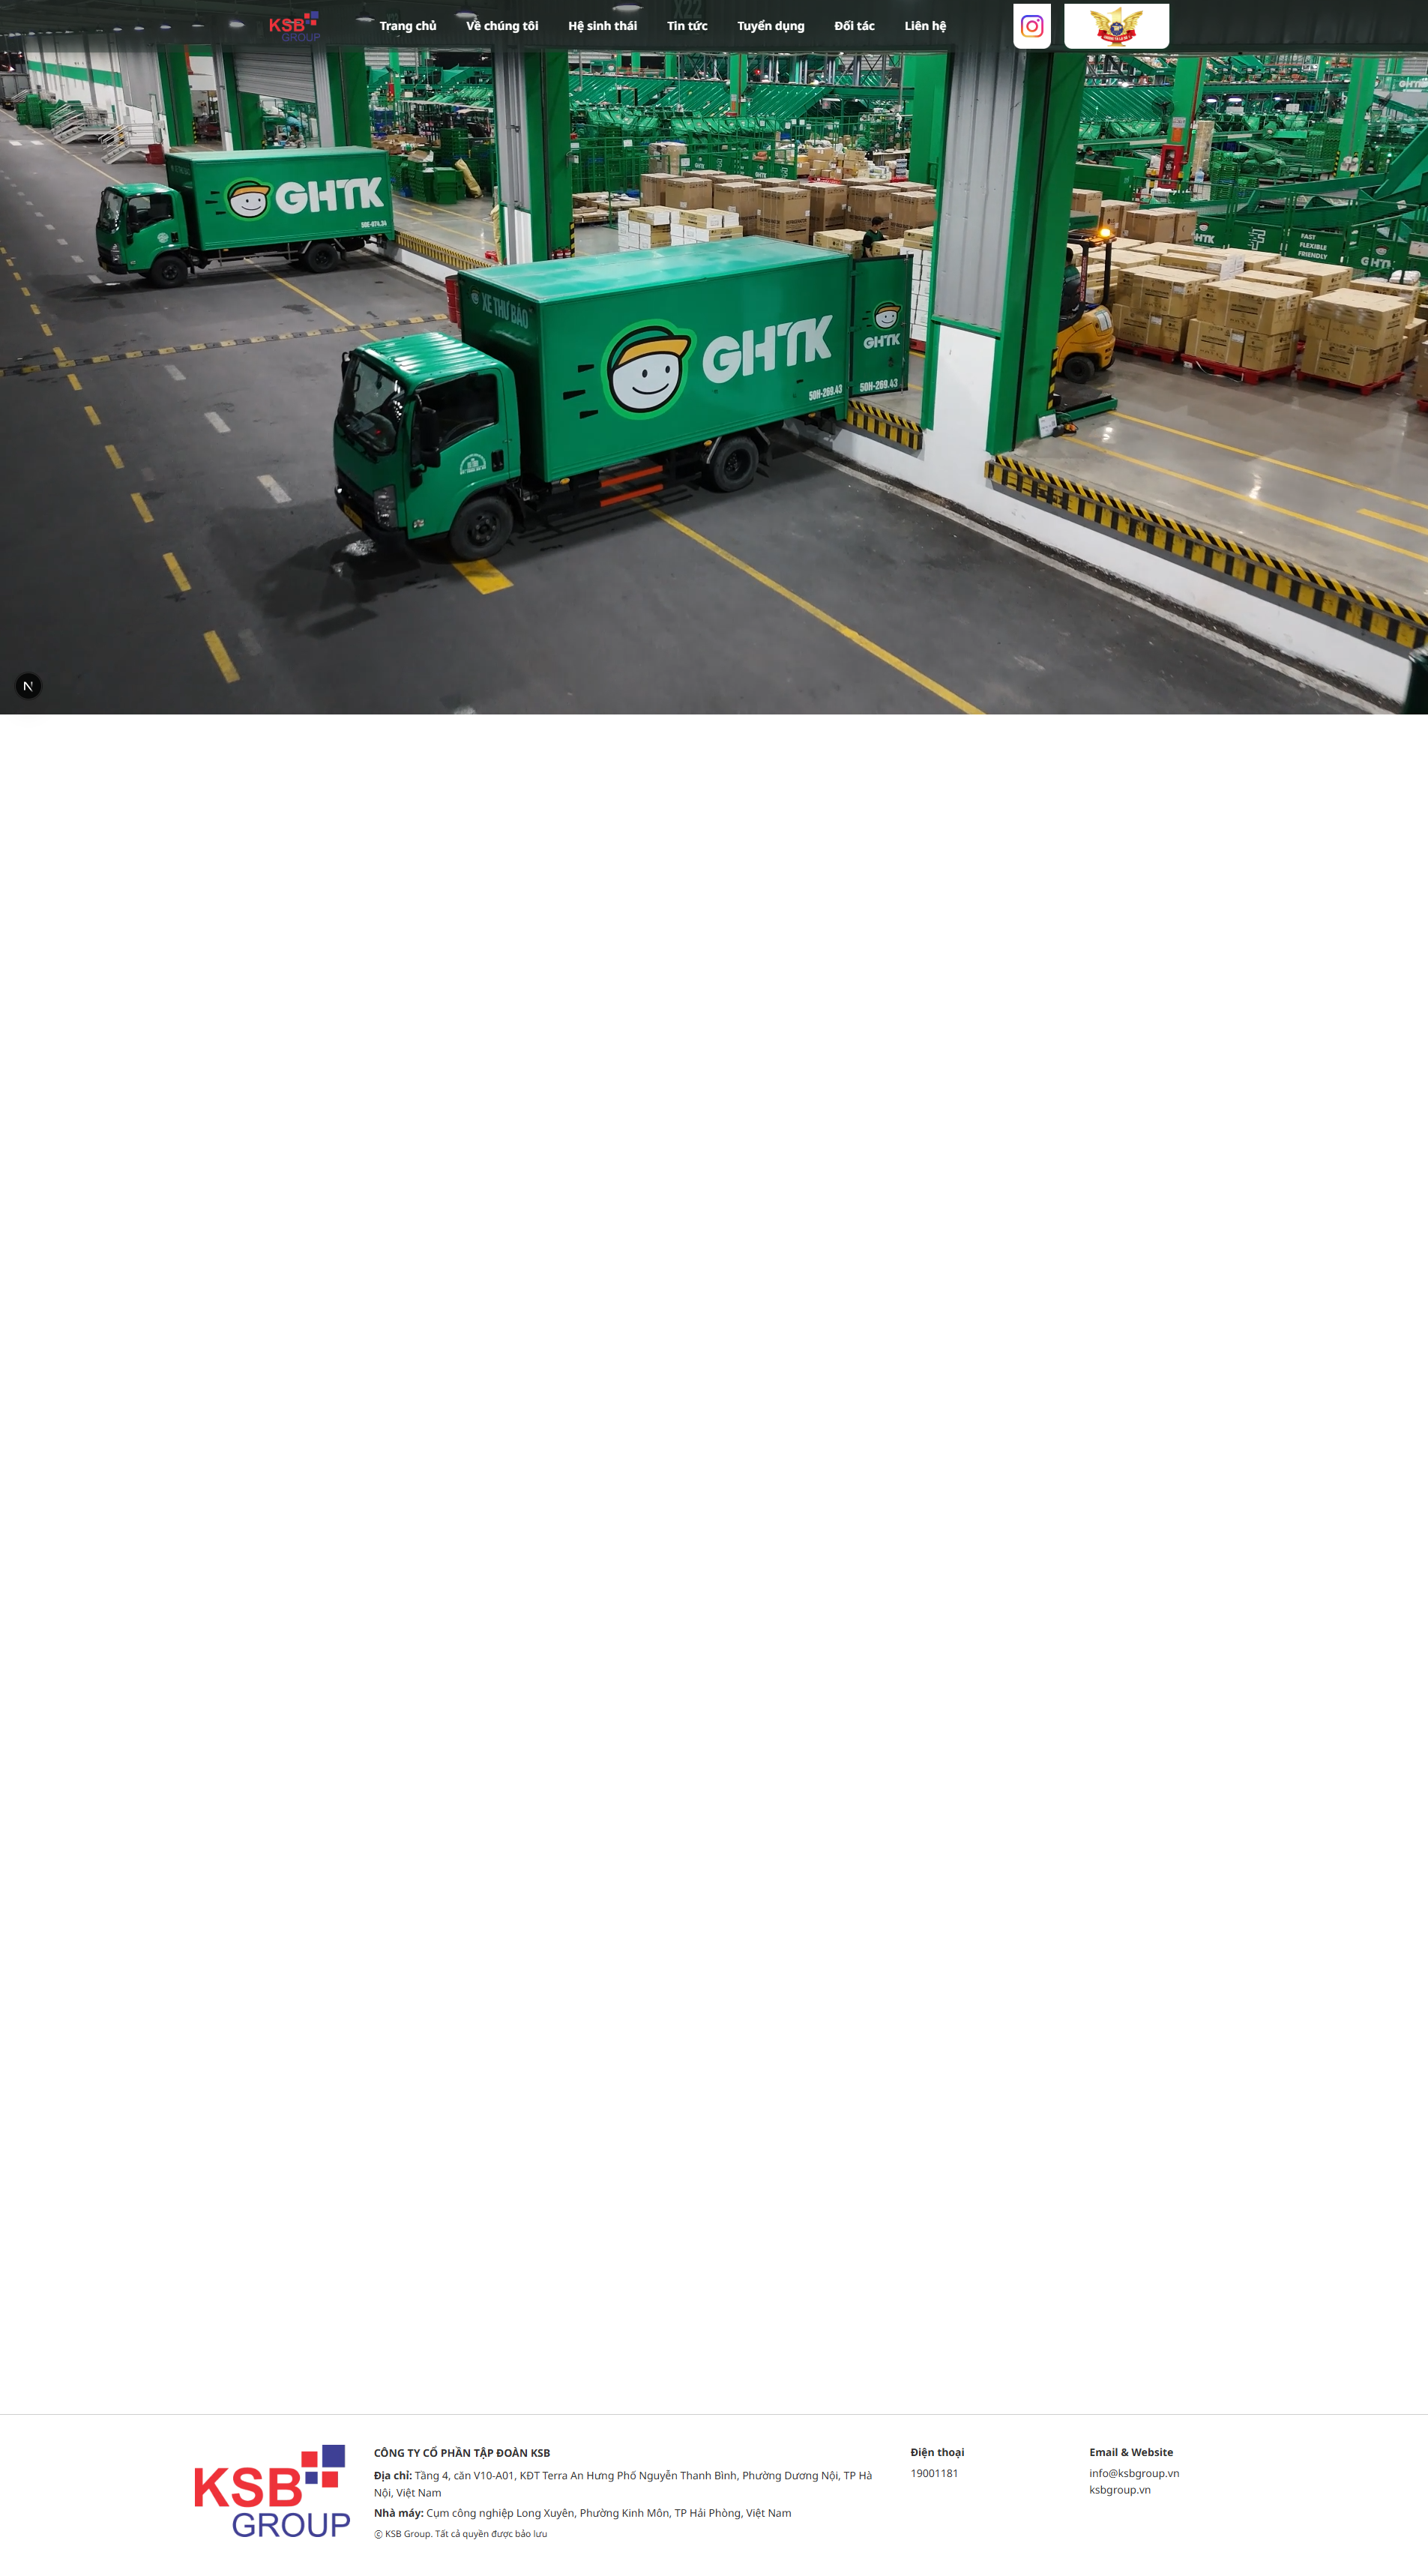 KSB
GROUP
Trang chủ
Về chúng tôi
Hệ sinh thái
Tin tức
Tuyển dụng
Đối tác
Liên hệ
X22
GHTK
GHTK
XE THƯ BÁO
GHTK
50H-269.43
GHTK
50H-269.43
GHTK
FAST
FLEXIBLE
FRIENDLY
GHTK
N
KSB
GROUP
CÔNG TY CỔ PHẦN TẬP ĐOÀN KSB
Địa chỉ: Tầng 4, căn V10-A01, KĐT Terra An Hưng Phố Nguyễn Thanh Bình, Phường Dương Nội, TP Hà
Nội, Việt Nam
Nhà máy: Cụm công nghiệp Long Xuyên, Phường Kinh Môn, TP Hải Phòng, Việt Nam
© KSB Group. Tất cả quyền được bảo lưu
Điện thoại
19001181
Email & Website
info@ksbgroup.vn
ksbgroup.vn